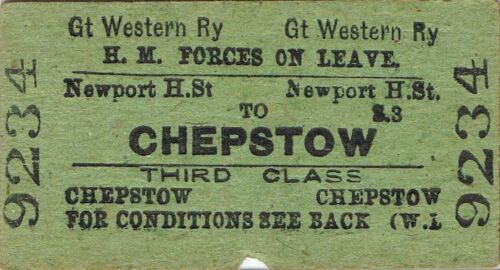 Gt Western Ry Gt Western Ry
H. M. FORCES ON LEAVE.
Newport H.St Newport H.St.
TO S.3
CHEPSTOW
THIRD CLASS
CHEPSTOW CHEPSTOW
FOR CONDITIONS SEE BACK (W.L
9234
9234